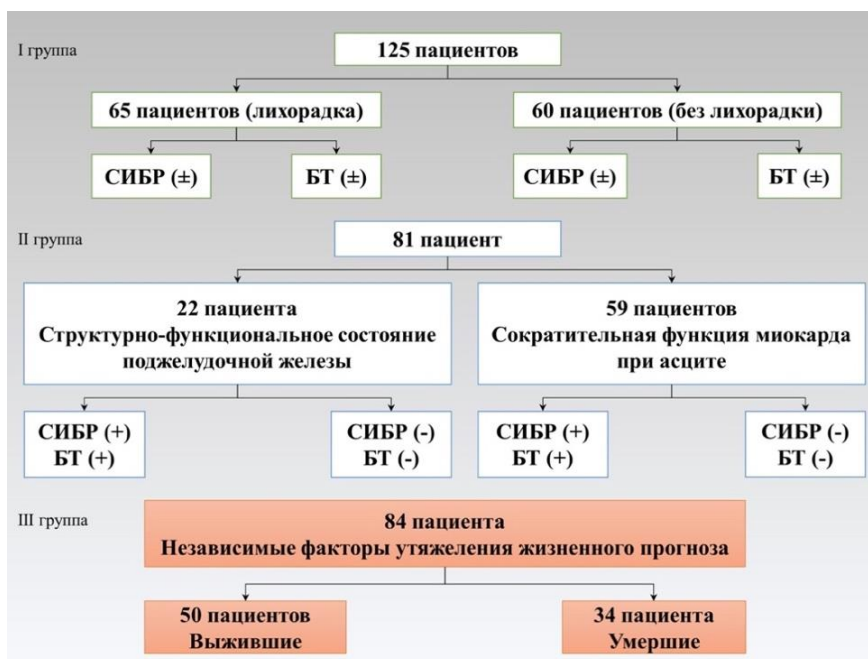 I группа
125 пациентов
65 пациентов (лихорадка)
60 пациентов (без лихорадки)
СИБР (±)
БТ (±)
СИБР (±)
БТ (±)
II группа
81 пациент
22 пациента
Структурно-функциональное состояние
поджелудочной железы
59 пациентов
Сократительная функция миокарда
при асците
СИБР (+)
БТ (+)
СИБР (-)
БТ (-)
СИБР (+)
БТ (+)
СИБР (-)
БТ (-)
III группа
84 пациента
Независимые факторы утяжеления жизненного прогноза
50 пациентов
Выжившие
34 пациента
Умершие